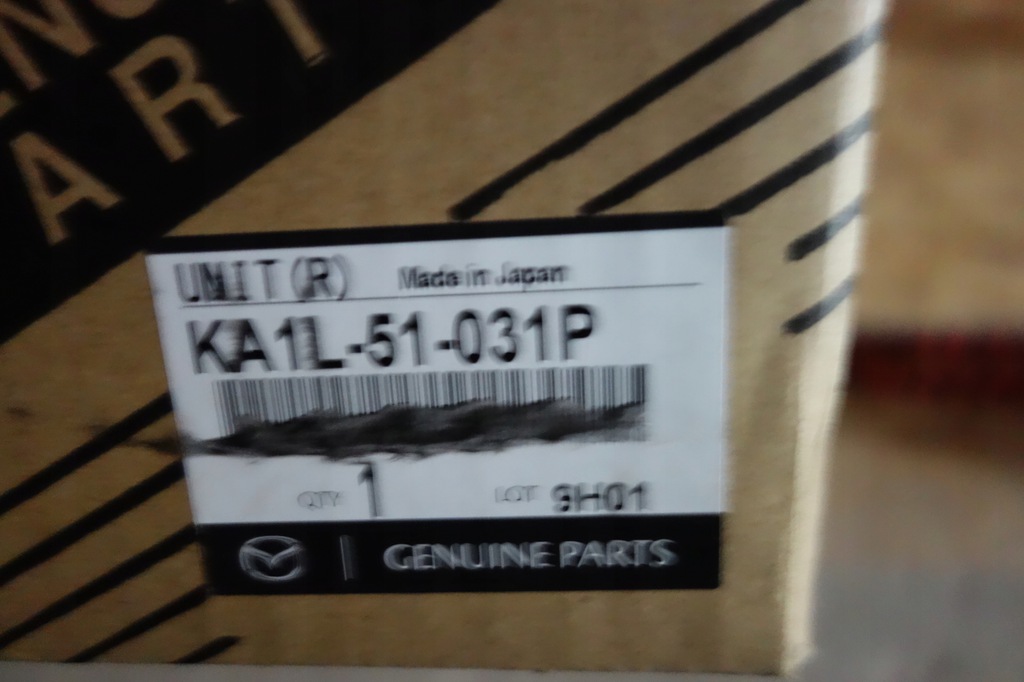 ART
UNIT (R) Made in Japan
KA1L-51-031P
QTY 1 LOT 9H01
GENUINE PARTS